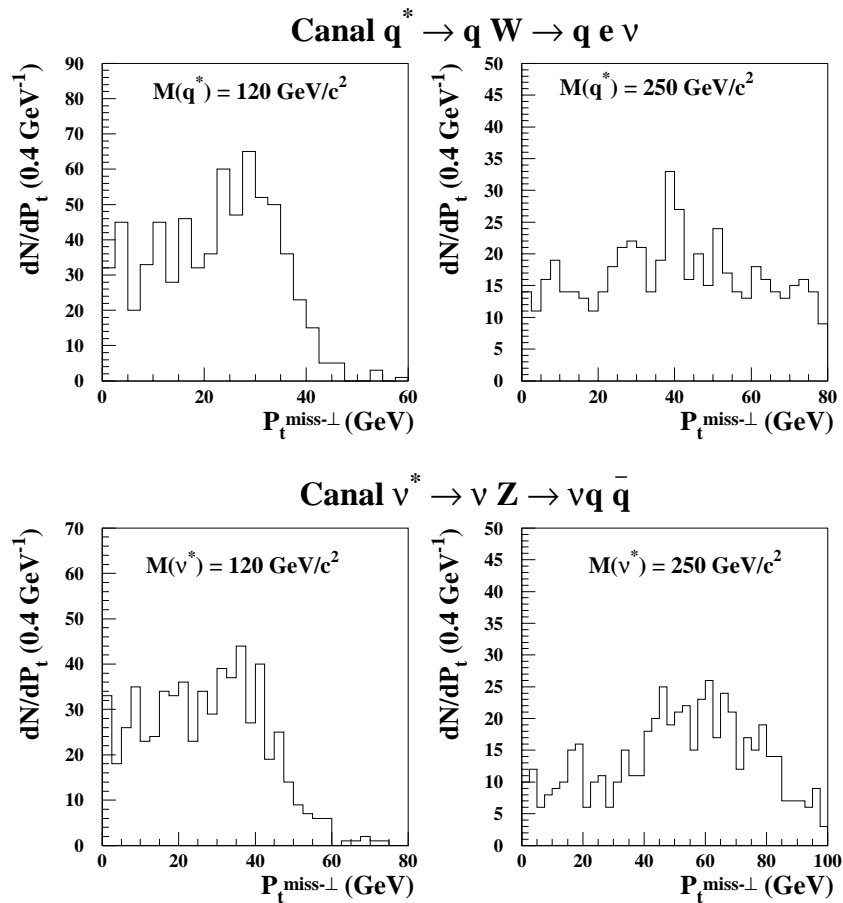 Canal q* → q W → q e ν
M(q*) = 120 GeV/c²
dN/dPt (0.4 GeV⁻¹)
0 10 20 30 40 50 60 70 80 90
0 20 40 60
Pt miss-⊥ (GeV)
M(q*) = 250 GeV/c²
dN/dPt (0.4 GeV⁻¹)
0 5 10 15 20 25 30 35 40 45 50
0 20 40 60 80
Pt miss-⊥ (GeV)
Canal ν* → ν Z → νq q̄
M(ν*) = 120 GeV/c²
dN/dPt (0.4 GeV⁻¹)
0 10 20 30 40 50 60 70
0 20 40 60 80
Pt miss-⊥ (GeV)
M(ν*) = 250 GeV/c²
dN/dPt (0.4 GeV⁻¹)
0 5 10 15 20 25 30 35 40 45 50
0 20 40 60 80 100
Pt miss-⊥ (GeV)